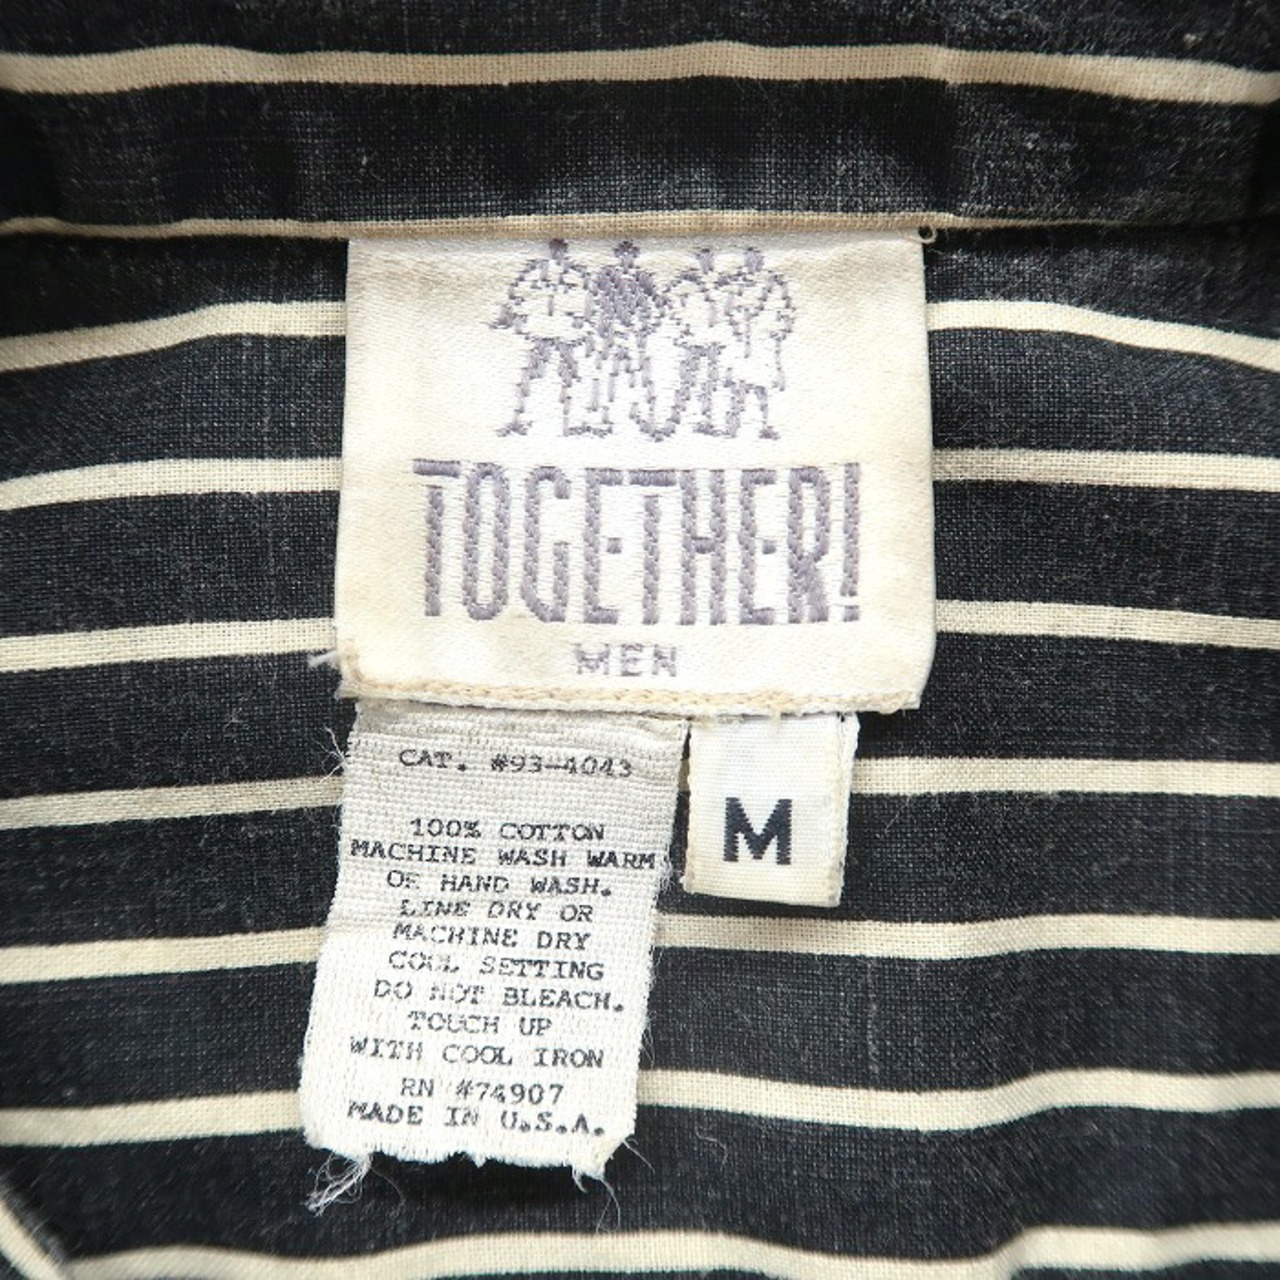 TOGETHER!
MEN
M
CAT. #93-4043
100% COTTON
MACHINE WASH WARM
OR HAND WASH.
LINE DRY OR
MACHINE DRY
COOL SETTING
DO NOT BLEACH.
TOUCH UP
WITH COOL IRON
RN #74907
MADE IN U.S.A.